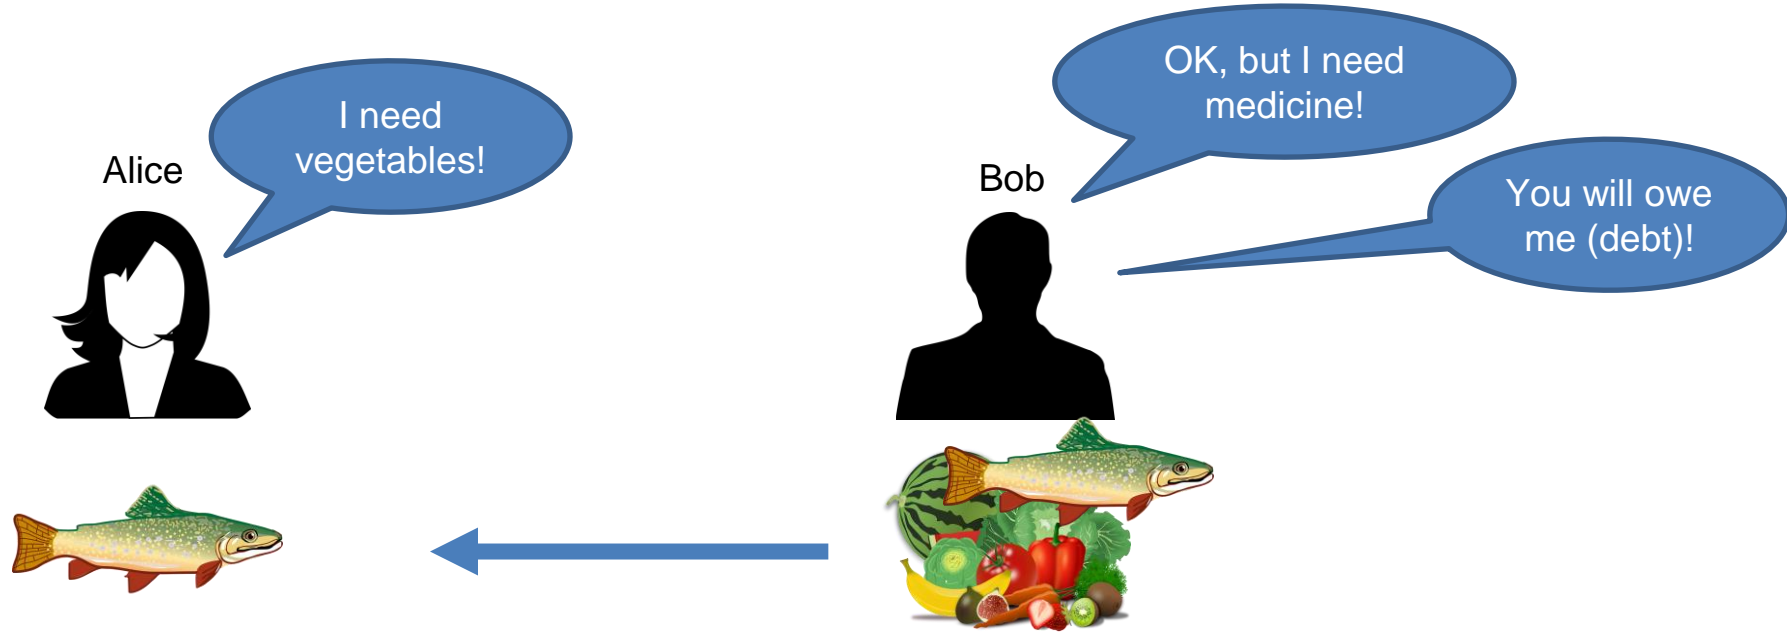 Alice
I need
vegetables!
Bob
OK, but I need
medicine!
You will owe
me (debt)!